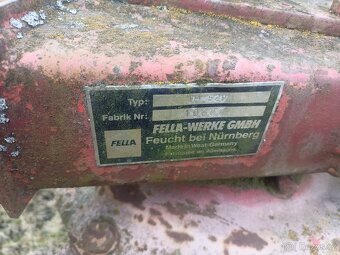 Typ:
Fabrik Nr:
FELLA
FELLA-WERKE GMBH
Feucht bei Nürnberg
Made in West-Germany